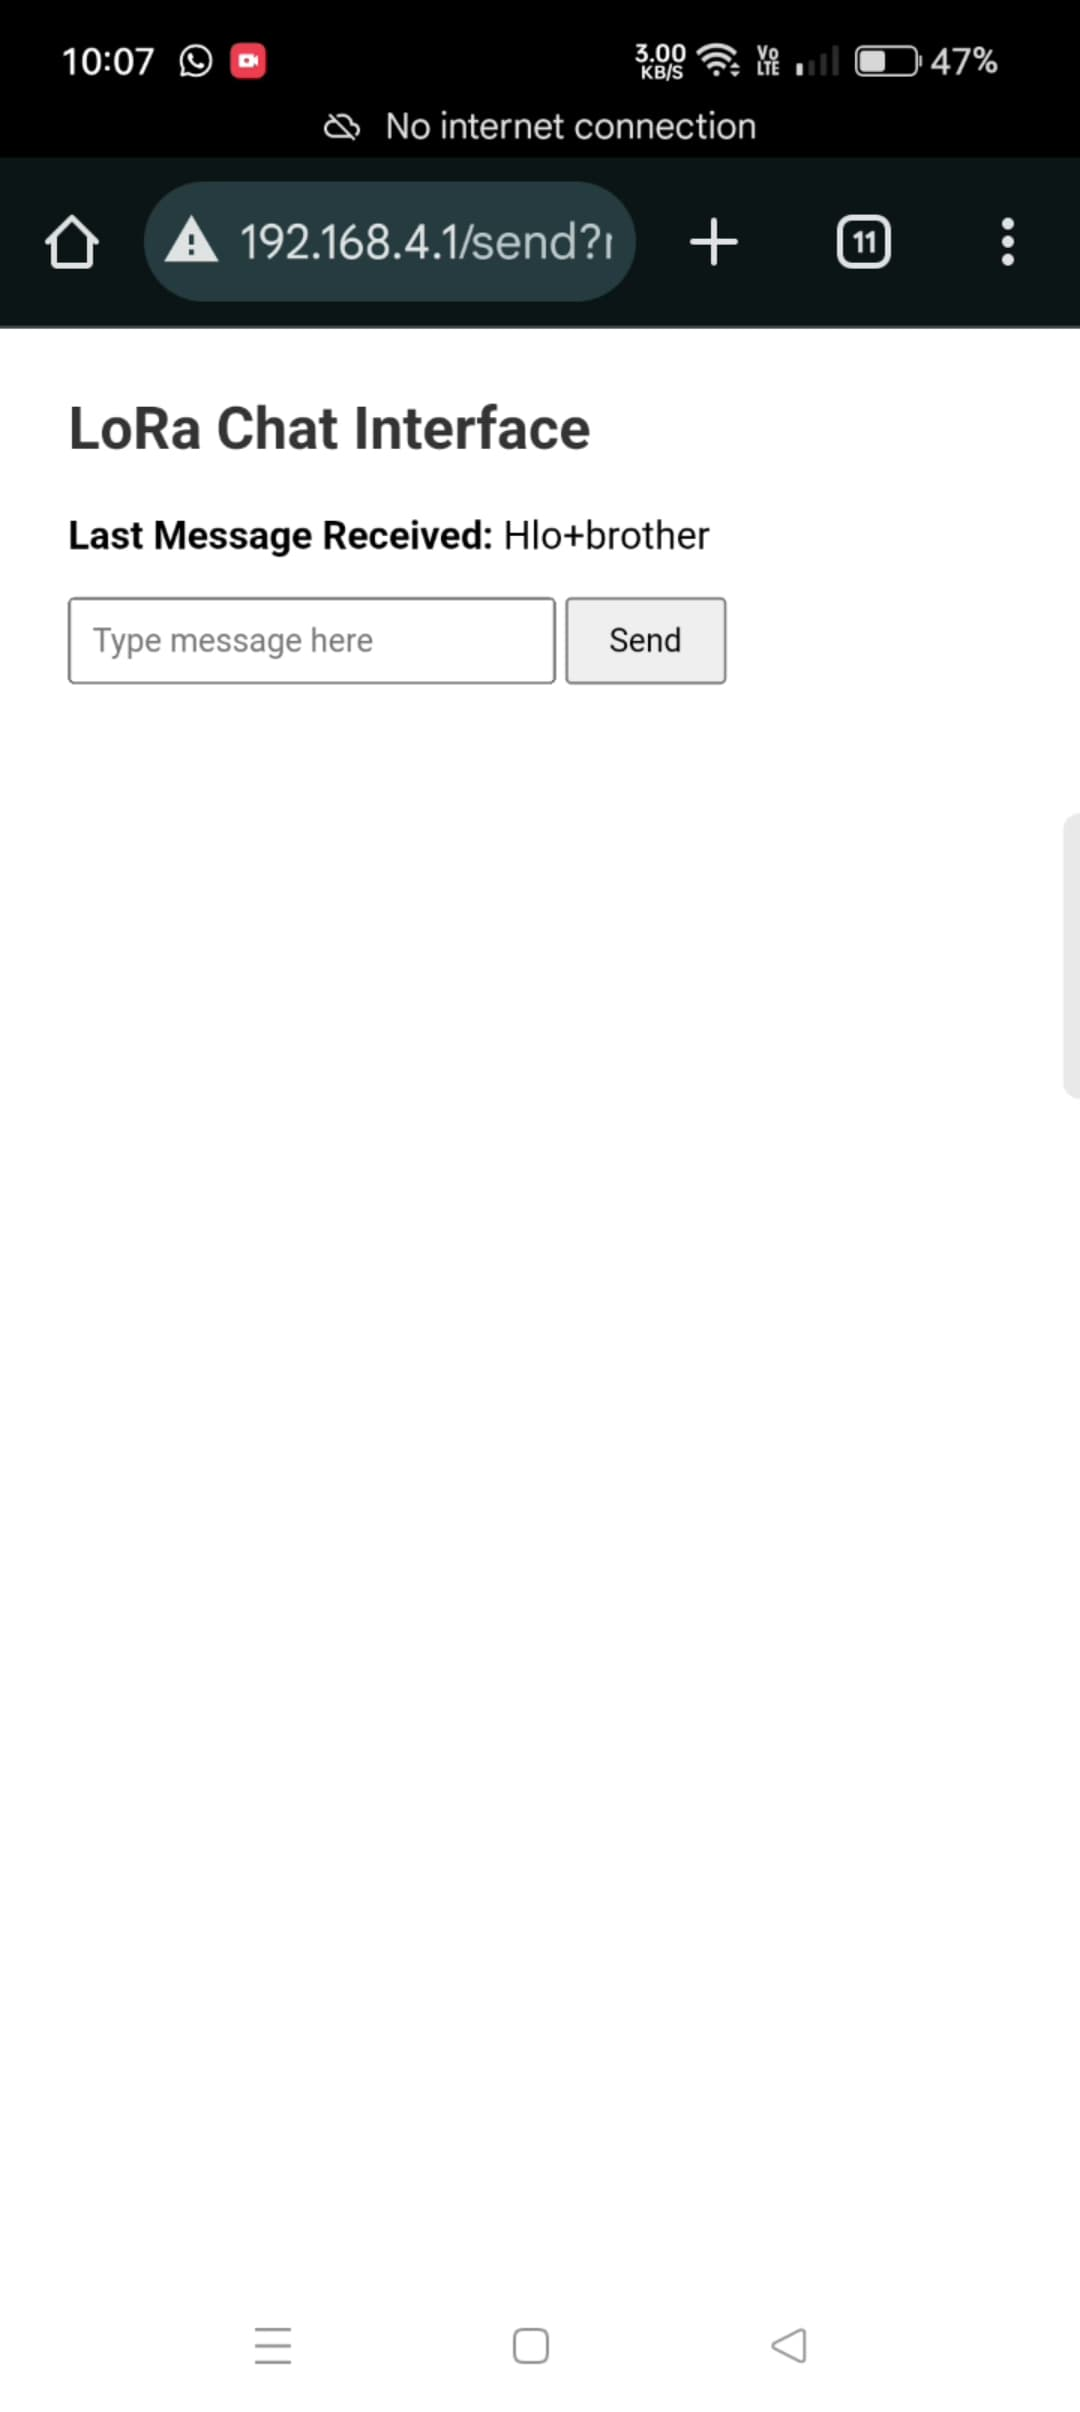 10:07
3.00 KB/S VoLTE 47%
No internet connection
192.168.4.1/send?
11
LoRa Chat Interface
Last Message Received: Hlo+brother
Type message here
Send